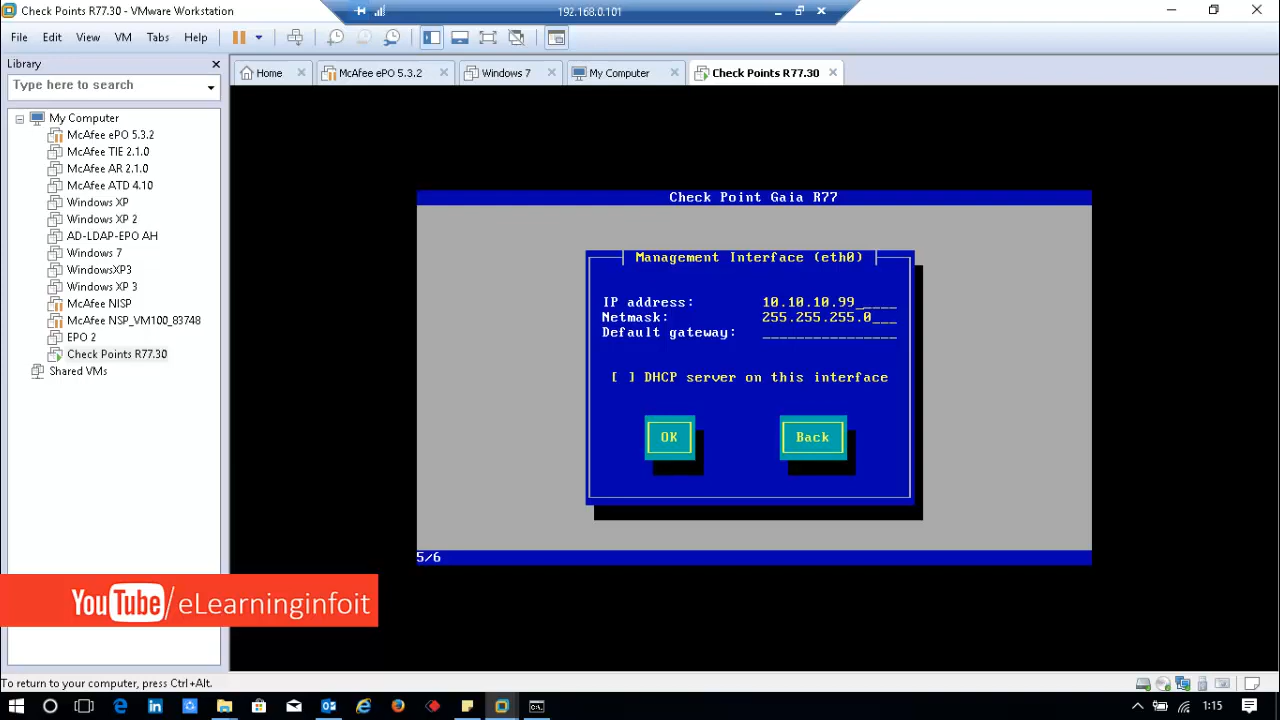 Check Points R77.30 - VMware Workstation
192.168.0.101
File Edit View VM Tabs Help
Library
Type here to search
Home
McAfee ePO 5.3.2
Windows 7
My Computer
Check Points R77.30
My Computer
McAfee ePO 5.3.2
McAfee TIE 2.1.0
McAfee AR 2.1.0
McAfee ATD 4.10
Windows XP
Windows XP 2
AD-LDAP-EPO AH
Windows 7
WindowsXP3
Windows XP 3
McAfee NISP
McAfee NSP_VM100_83748
EPO 2
Check Points R77.30
Shared VMs
Check Point Gaia R77
Management Interface (eth0)
IP address: 10.10.10.99_____
Netmask: 255.255.255.0___
Default gateway: ________________
[ ] DHCP server on this interface
OK Back
5/6
YouTube/eLearninginfoit
To return to your computer, press Ctrl+Alt.
1:15